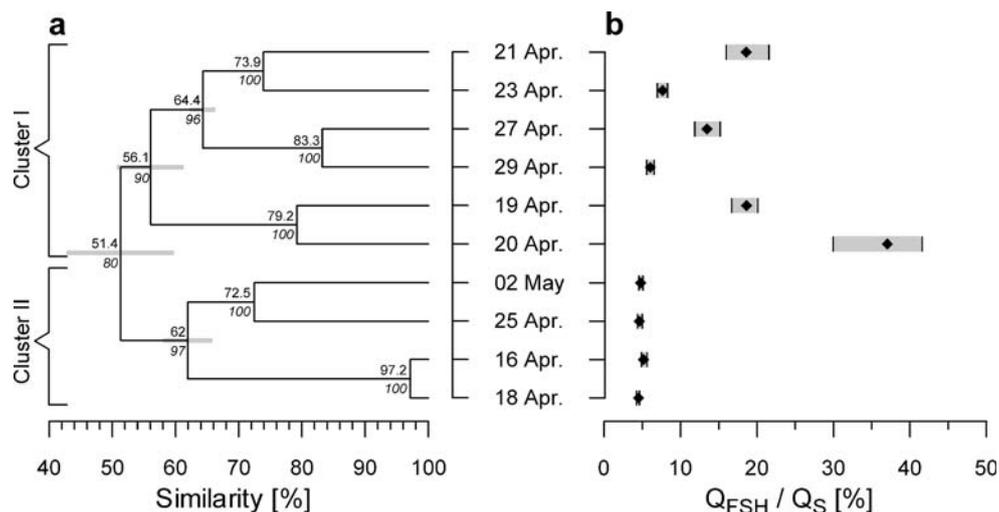 a
b
Cluster I
Cluster II
73.9
100
64.4
96
83.3
100
56.1
90
79.2
100
51.4
80
72.5
100
62
97
97.2
100
21 Apr.
23 Apr.
27 Apr.
29 Apr.
19 Apr.
20 Apr.
02 May
25 Apr.
16 Apr.
18 Apr.
40 50 60 70 80 90 100
Similarity [%]
0 10 20 30 40 50
Q_FSH / Q_S [%]